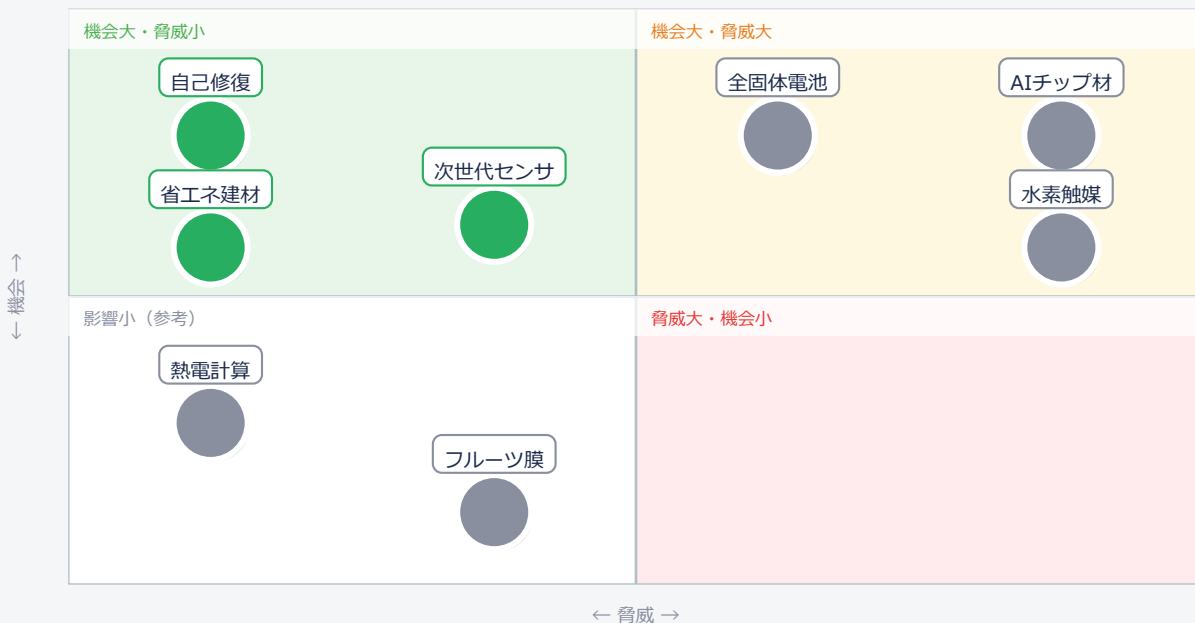 機会大・脅威小
機会大・脅威大
自己修復
全固体電池
AIチップ材
次世代センサ
省エネ建材
水素触媒
← 機会 →
影響小（参考）
脅威大・機会小
熱電計算
フルーツ膜
← 脅威 →